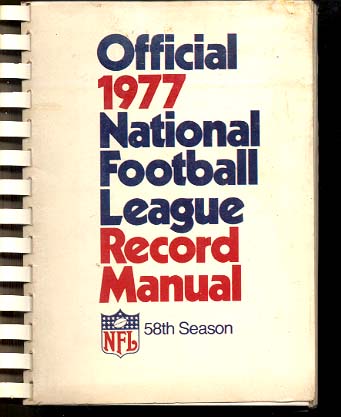 Official
1977
National
Football
League
Record
Manual
NFL
58th Season